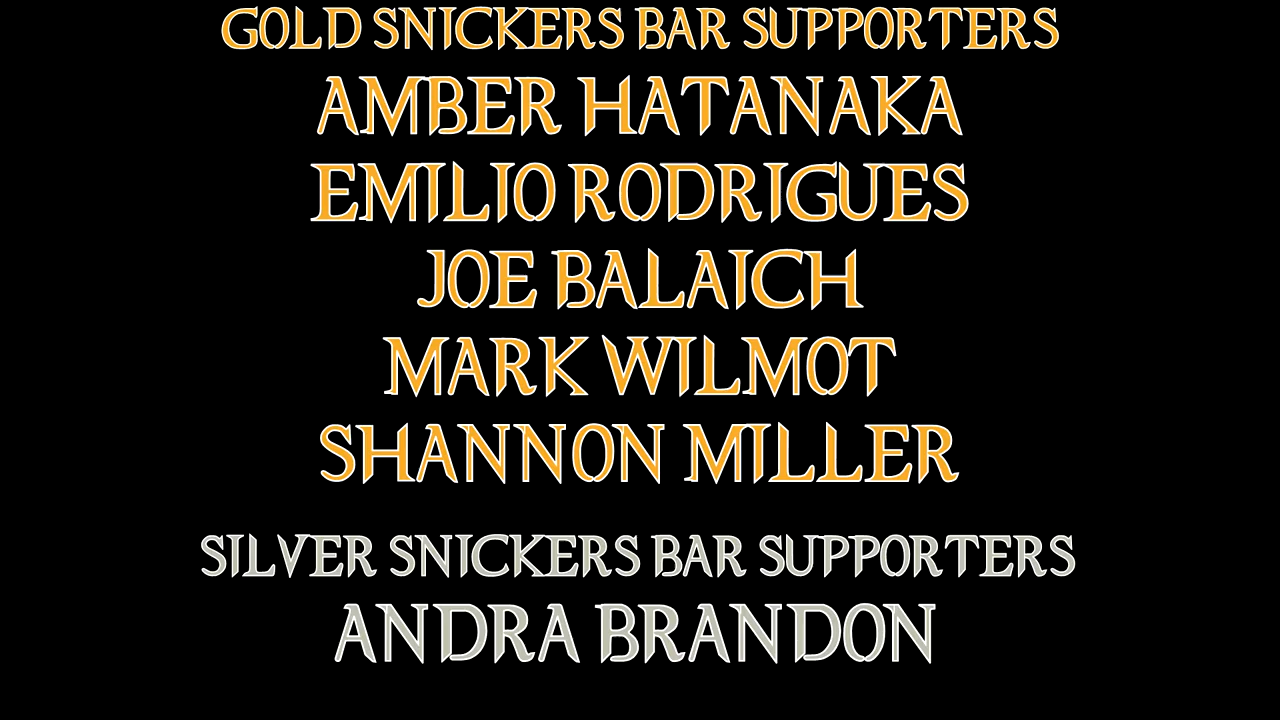 GOLD SNICKERS BAR SUPPORTERS
AMBER HATANAKA
EMILIO RODRIGUES
JOE BALAICH
MARK WILMOT
SHANNON MILLER
SILVER SNICKERS BAR SUPPORTERS
ANDRA BRANDON